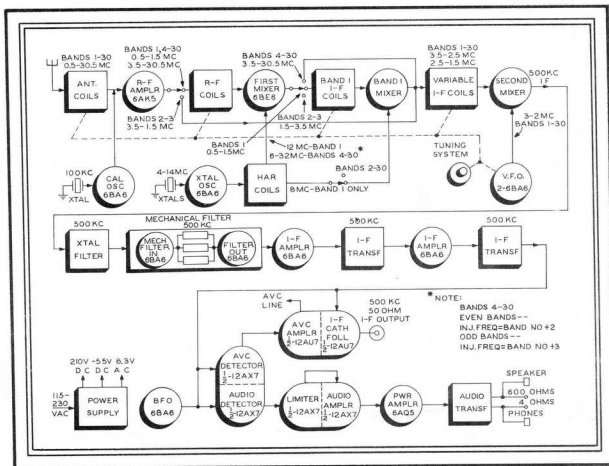 BANDS 1-30
0.5-30.5 MC
ANT.
COILS
R-F
AMPLR
6AK5
BANDS 1,4-30
0.5-1.5 MC
3.5-30.5 MC
BANDS 2-3
3.5-1.5 MC
R-F
COILS
FIRST
MIXER
6BE6
BANDS 4-30
3.5-30.5 MC
BAND 1
I-F
COILS
BAND 1
MIXER
BANDS 1-30
3.5-2.5 MC
2.5-1.5 MC
VARIABLE
I-F COILS
SECOND
MIXER
500KC
I F
BAND 1
0.5-1.5MC
BANDS 2-3
1.5-3.5 MC
12 MC-BAND 1
6-32MC-BANDS 4-30 *
BANDS 2-30
8MC-BAND 1 ONLY
3-2MC
BANDS 1-30
TUNING
SYSTEM
V.F.O.
2-6BA6
100KC
XTAL
CAL
OSC
6BA6
4-14MC
XTALS
XTAL
OSC
6BA6
HAR
COILS
500 KC
XTAL
FILTER
MECHANICAL FILTER
500 KC
MECH
FILTER
IN
6BA6
FILTER
OUT
6BA6
I-F
AMPLR
6BA6
500 KC
I-F
TRANSF
I-F
AMPLR
6BA6
500 KC
I-F
TRANSF
AVC
LINE
AVC
AMPLR
½-12AU7
I-F
CATH
FOLL
½-12AU7
500 KC
50 OHM
I-F OUTPUT
* NOTE:
BANDS 4-30
EVEN BANDS--
INJ. FREQ=BAND NO+2
ODD BANDS--
INJ. FREQ=BAND NO+3
210V -55V 6.3V
D C D C A C
115-
230
VAC
POWER
SUPPLY
BFO
6BA6
AVC
DETECTOR
½-12AX7
AUDIO
DETECTOR
½-12AX7
LIMITER
½-12AX7
AUDIO
AMPLR
½-12AX7
PWR
AMPLR
6AQ5
AUDIO
TRANSF
SPEAKER
600 OHMS
4 OHMS
PHONES